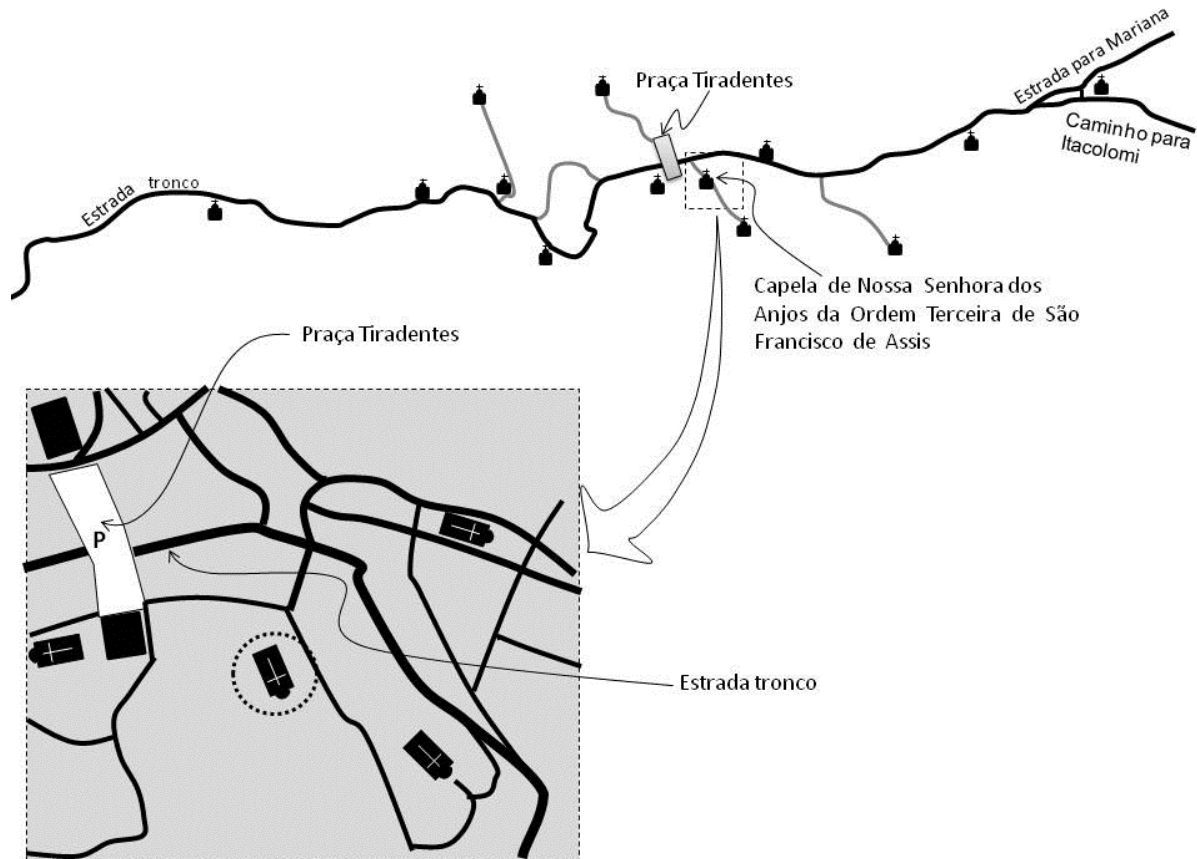 Praça Tiradentes
Estrada para Mariana
Caminho para
Itacolomi
Estrada tronco
Capela de Nossa Senhora dos
Anjos da Ordem Terceira de São
Francisco de Assis
Praça Tiradentes
P
Estrada tronco